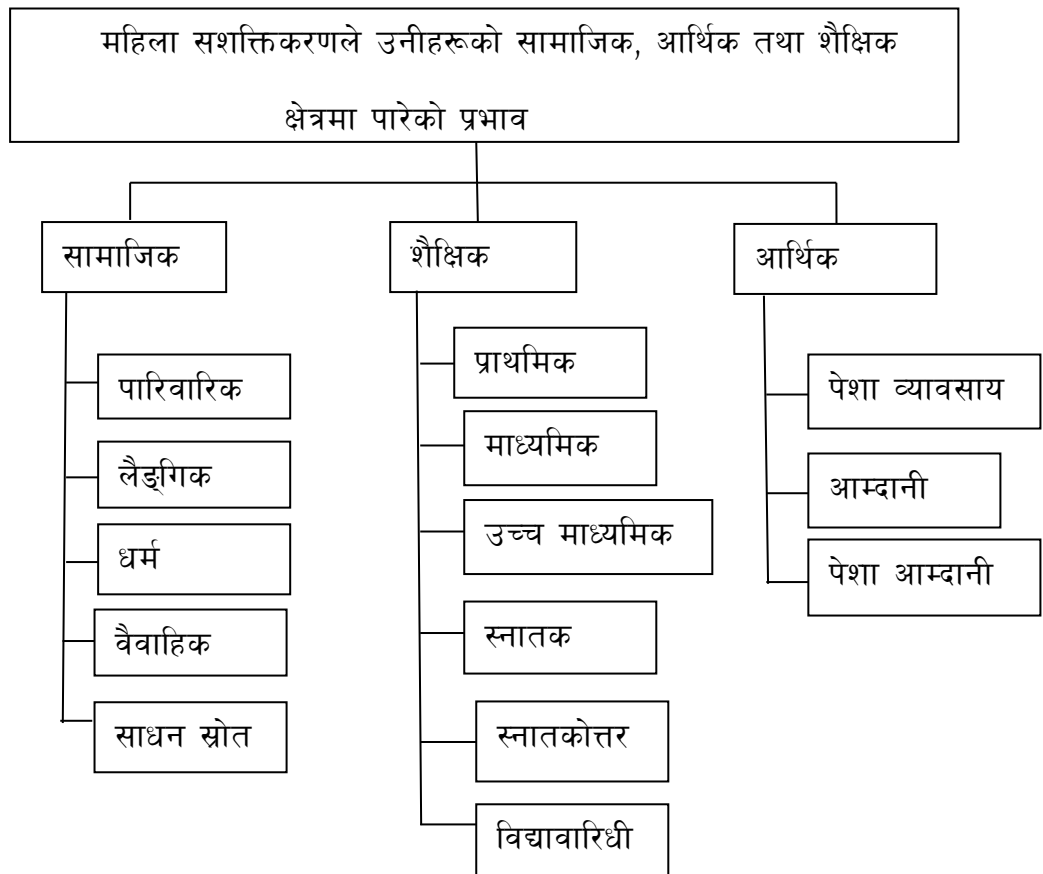 महिला सशक्तिकरणले उनीहरूको सामाजिक, आर्थिक तथा शैक्षिक
क्षेत्रमा पारेको प्रभाव
सामाजिक
पारिवारिक
लैङ्गिक
धर्म
वैवाहिक
साधन स्रोत
शैक्षिक
प्राथमिक
माध्यमिक
उच्च माध्यमिक
स्नातक
स्नातकोत्तर
विद्यावारिधी
आर्थिक
पेशा व्यावसाय
आम्दानी
पेशा आम्दानी